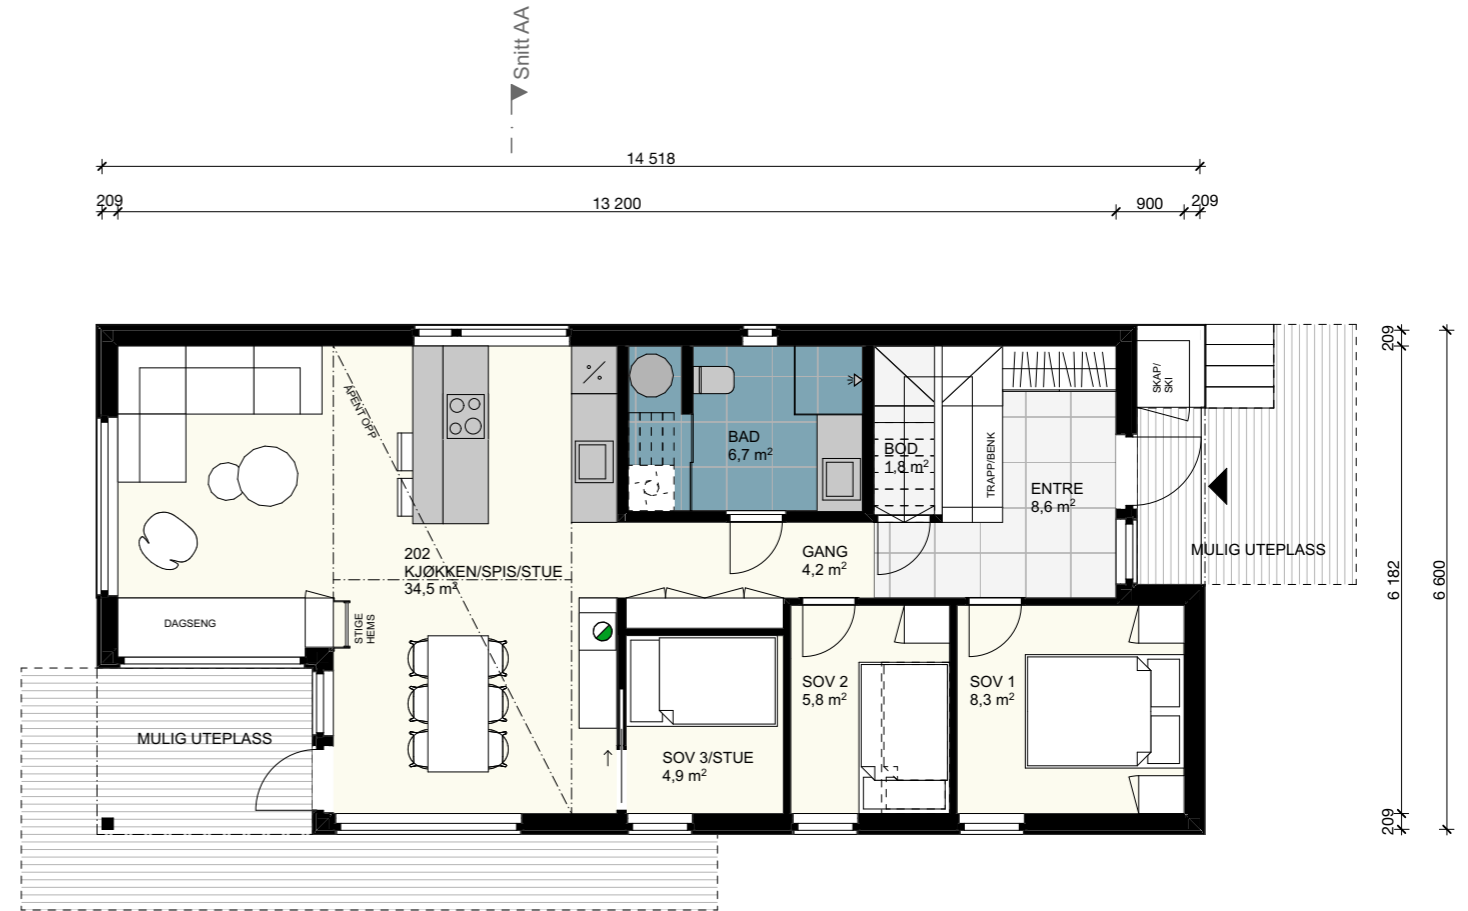 Snitt AA
14 518
209
13 200
900
209
209
6 182
6 600
209
SKAP/
SKI
ÅPENT OPP
BAD
6,7 m²
BOD
1,8 m²
TRAPP/BENK
ENTRE
8,6 m²
MULIG UTEPLASS
GANG
4,2 m²
202
KJØKKEN/SPIS/STUE
34,5 m²
DAGSENG
STIGE
HEMS
SOV 2
5,8 m²
SOV 1
8,3 m²
MULIG UTEPLASS
SOV 3/STUE
4,9 m²